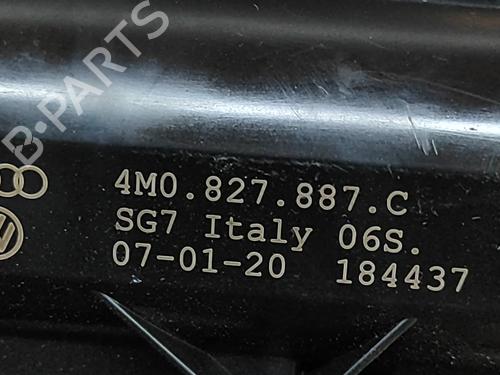 4M0.827.887.C
SG7 Italy 06S.
07-01-20 184437
B-PARTS